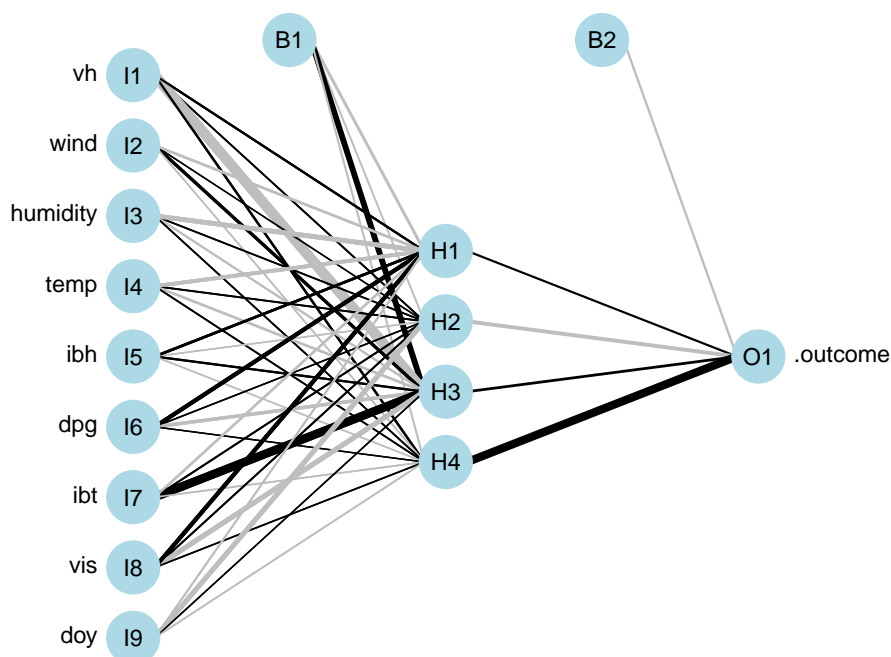 B1
B2
vh I1
wind I2
humidity I3
H1
temp I4
H2
ibh I5
O1 .outcome
H3
dpg I6
H4
ibt I7
vis I8
doy I9